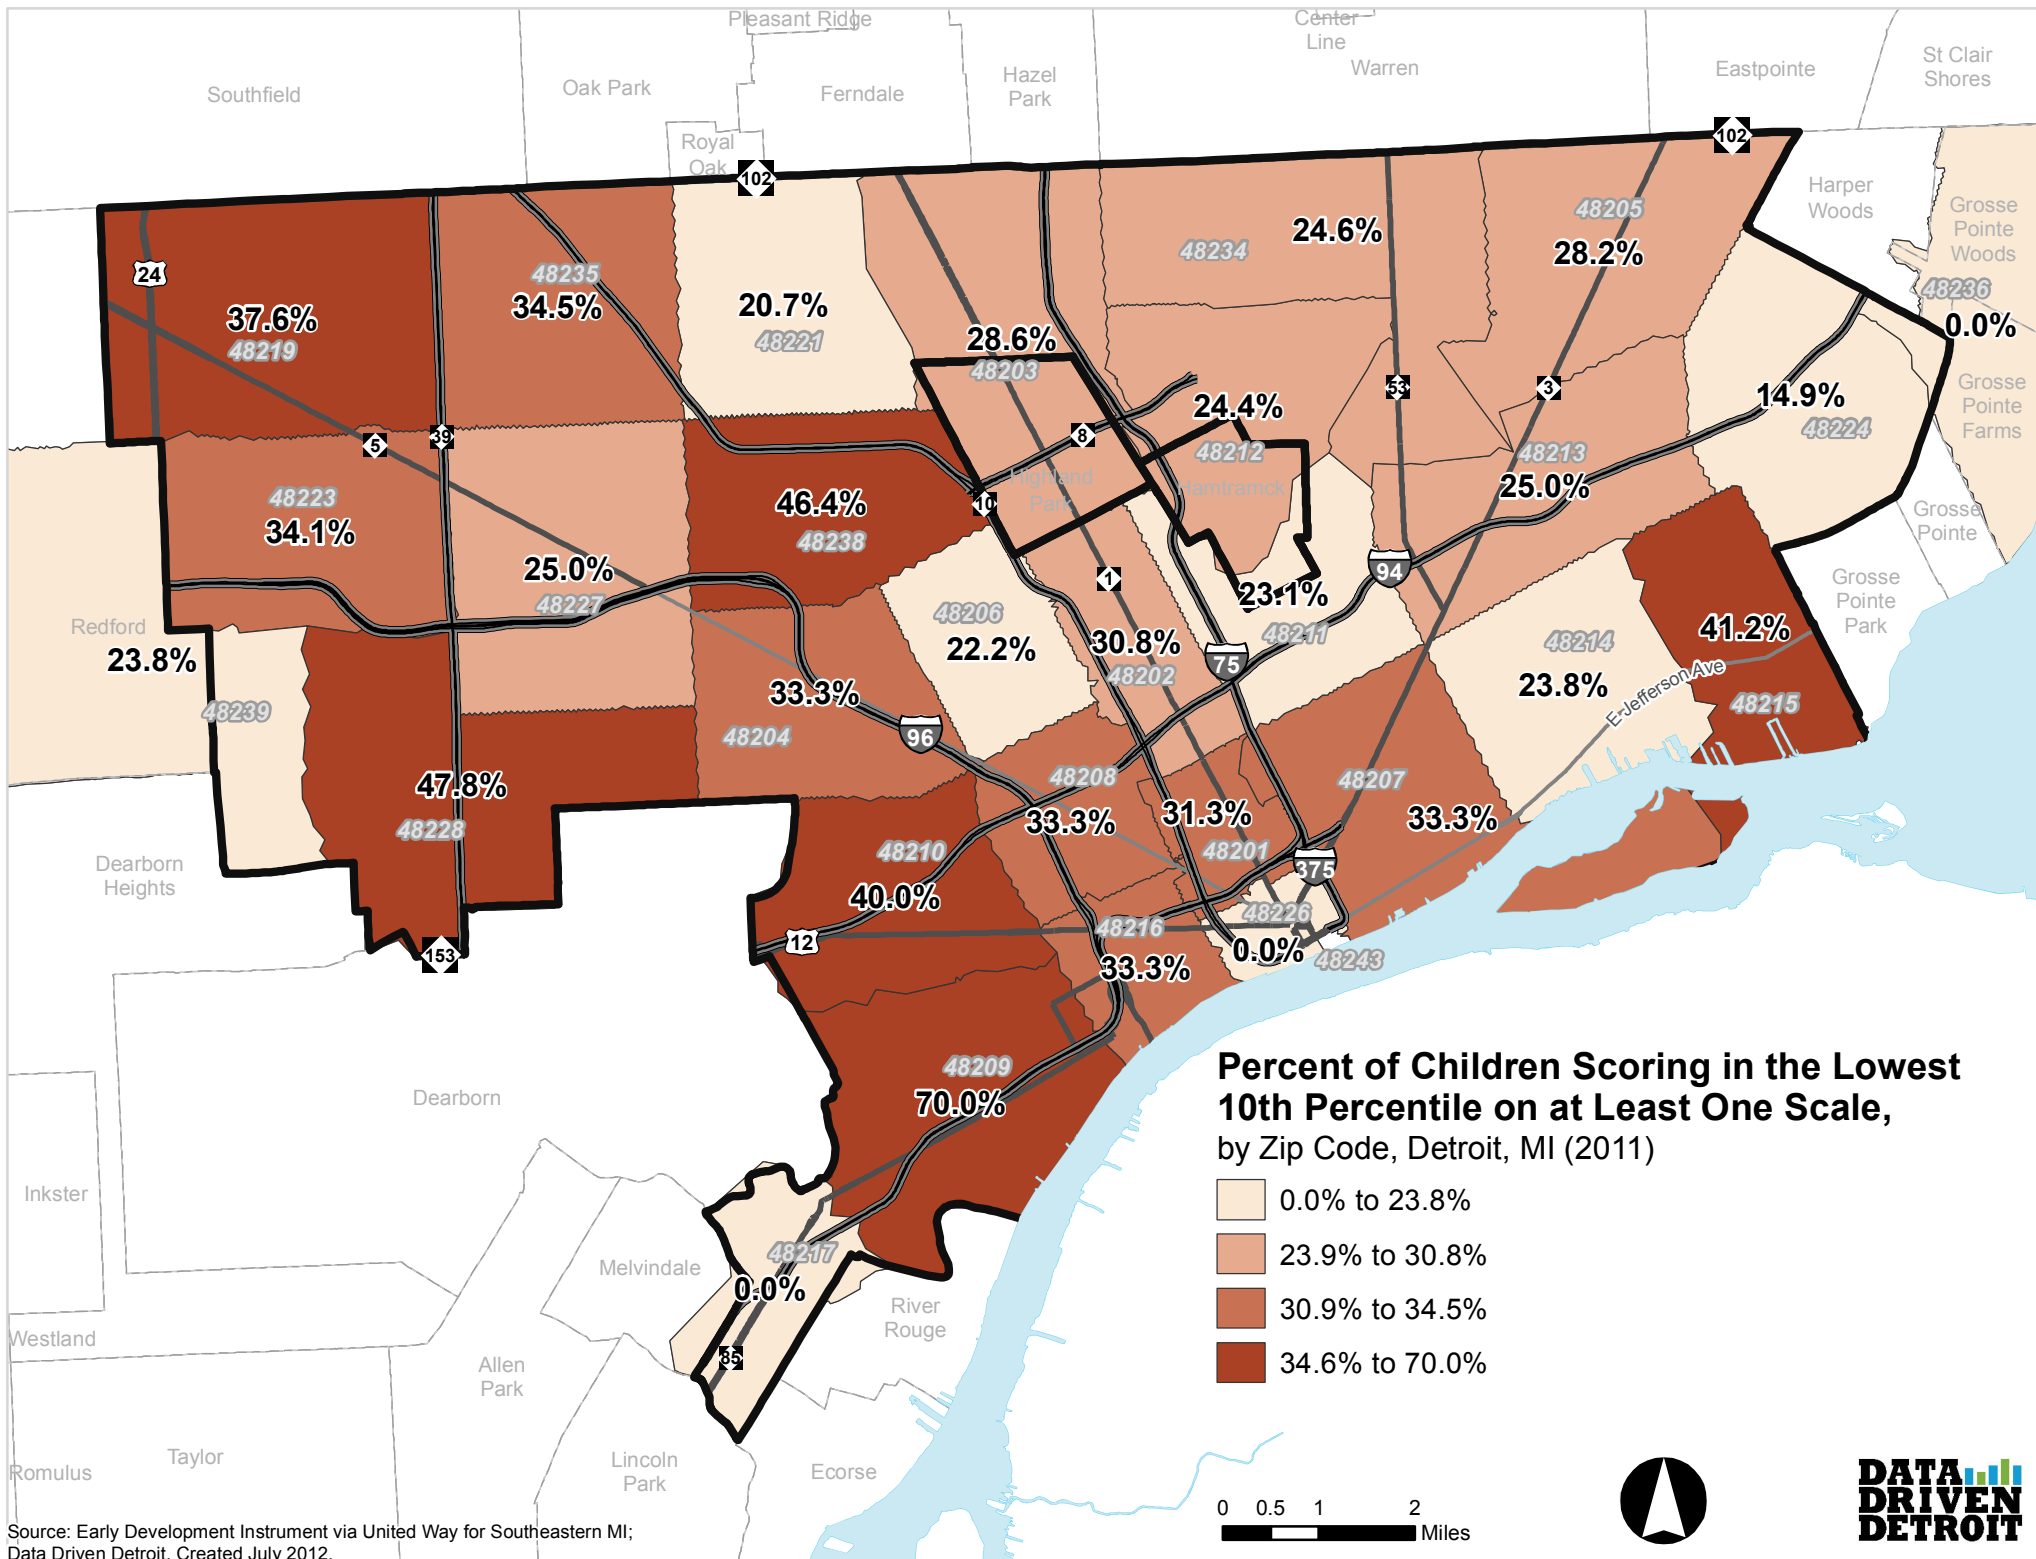 Pleasant Ridge
Center
Line
Southfield
Oak Park
Ferndale
Hazel
Park
Warren
Eastpointe
St Clair
Shores
Royal
Oak
102
102
Harper
Woods
Grosse
Pointe
Woods
48236
0.0%
24
37.6%
48219
48235
34.5%
20.7%
48221
28.6%
48203
48234
24.6%
48205
28.2%
14.9%
48224
Grosse
Pointe
Farms
Grosse
Pointe
Grosse
Pointe
Park
5
39
53
3
8
10
24.4%
48212
Highland
Park
Hamtramck
48213
25.0%
48223
34.1%
25.0%
48227
46.4%
48238
1
94
23.1%
48211
Redford
23.8%
48239
48206
22.2%
30.8%
48202
75
48214
23.8%
41.2%
48215
E Jefferson Ave
33.3%
48204
96
47.8%
48228
48208
33.3%
31.3%
48201
48207
33.3%
375
48210
40.0%
12
48216
33.3%
48226
0.0%
48243
Dearborn
Heights
153
Dearborn
48209
70.0%
Inkster
Melvindale
48217
0.0%
85
River
Rouge
Westland
Allen
Park
Taylor
Romulus
Lincoln
Park
Ecorse
Percent of Children Scoring in the Lowest
10th Percentile on at Least One Scale,
by Zip Code, Detroit, MI (2011)
0.0% to 23.8%
23.9% to 30.8%
30.9% to 34.5%
34.6% to 70.0%
0 0.5 1 2
Miles
DATA
DRIVEN
DETROIT
Source: Early Development Instrument via United Way for Southeastern MI;
Data Driven Detroit. Created July 2012.